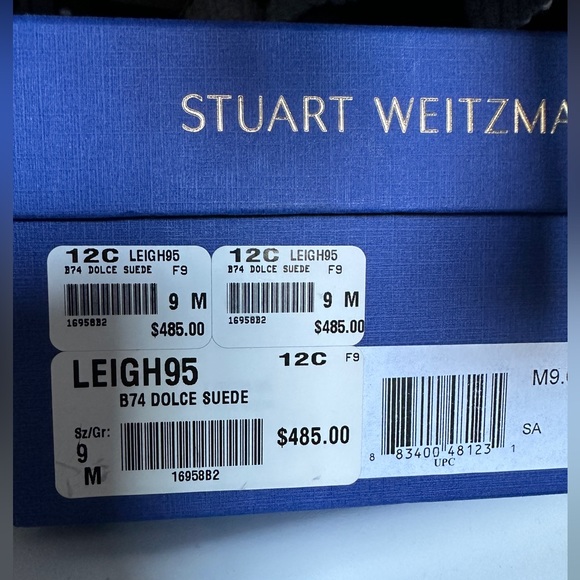 STUART WEITZMA
12C LEIGH95
B74 DOLCE SUEDE F9
9 M
16958B2
$485.00
12C LEIGH95
B74 DOLCE SUEDE F9
9 M
16958B2
$485.00
12C F9
LEIGH95
B74 DOLCE SUEDE
Sz/Gr:
9
M
$485.00
16958B2
M9.
SA
8 83400 48123 1
UPC